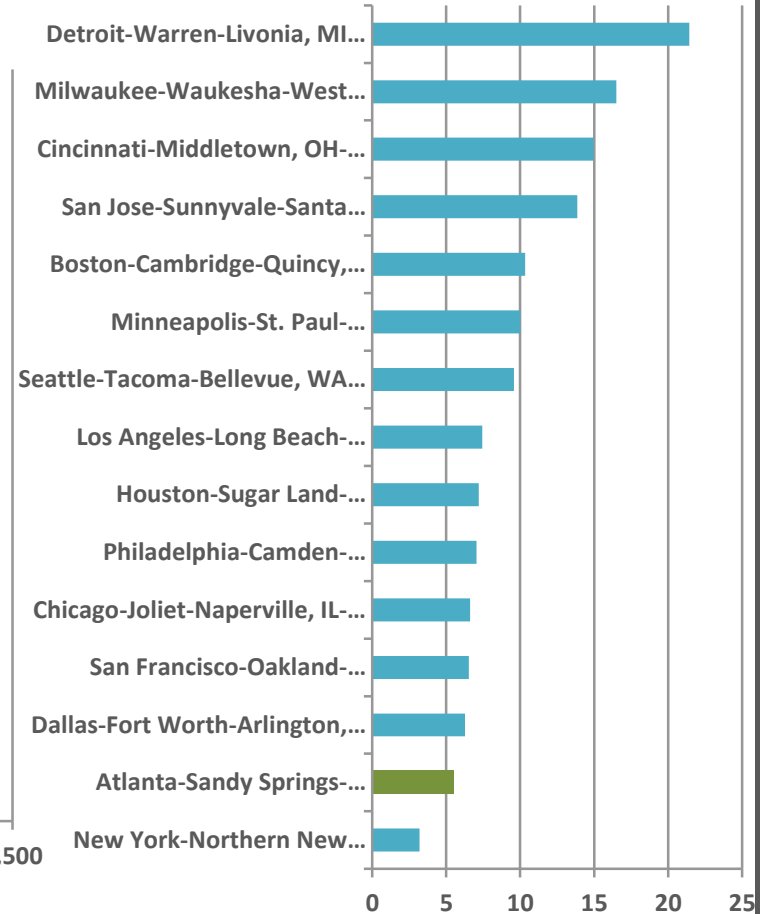 Detroit-Warren-Livonia, MI...
Milwaukee-Waukesha-West...
Cincinnati-Middletown, OH-...
San Jose-Sunnyvale-Santa...
Boston-Cambridge-Quincy,...
Minneapolis-St. Paul-...
Seattle-Tacoma-Bellevue, WA...
Los Angeles-Long Beach-...
Houston-Sugar Land-...
Philadelphia-Camden-...
Chicago-Joliet-Naperville, IL-...
San Francisco-Oakland-...
Dallas-Fort Worth-Arlington,...
Atlanta-Sandy Springs-...
New York-Northern New...
500
0 5 10 15 20 25